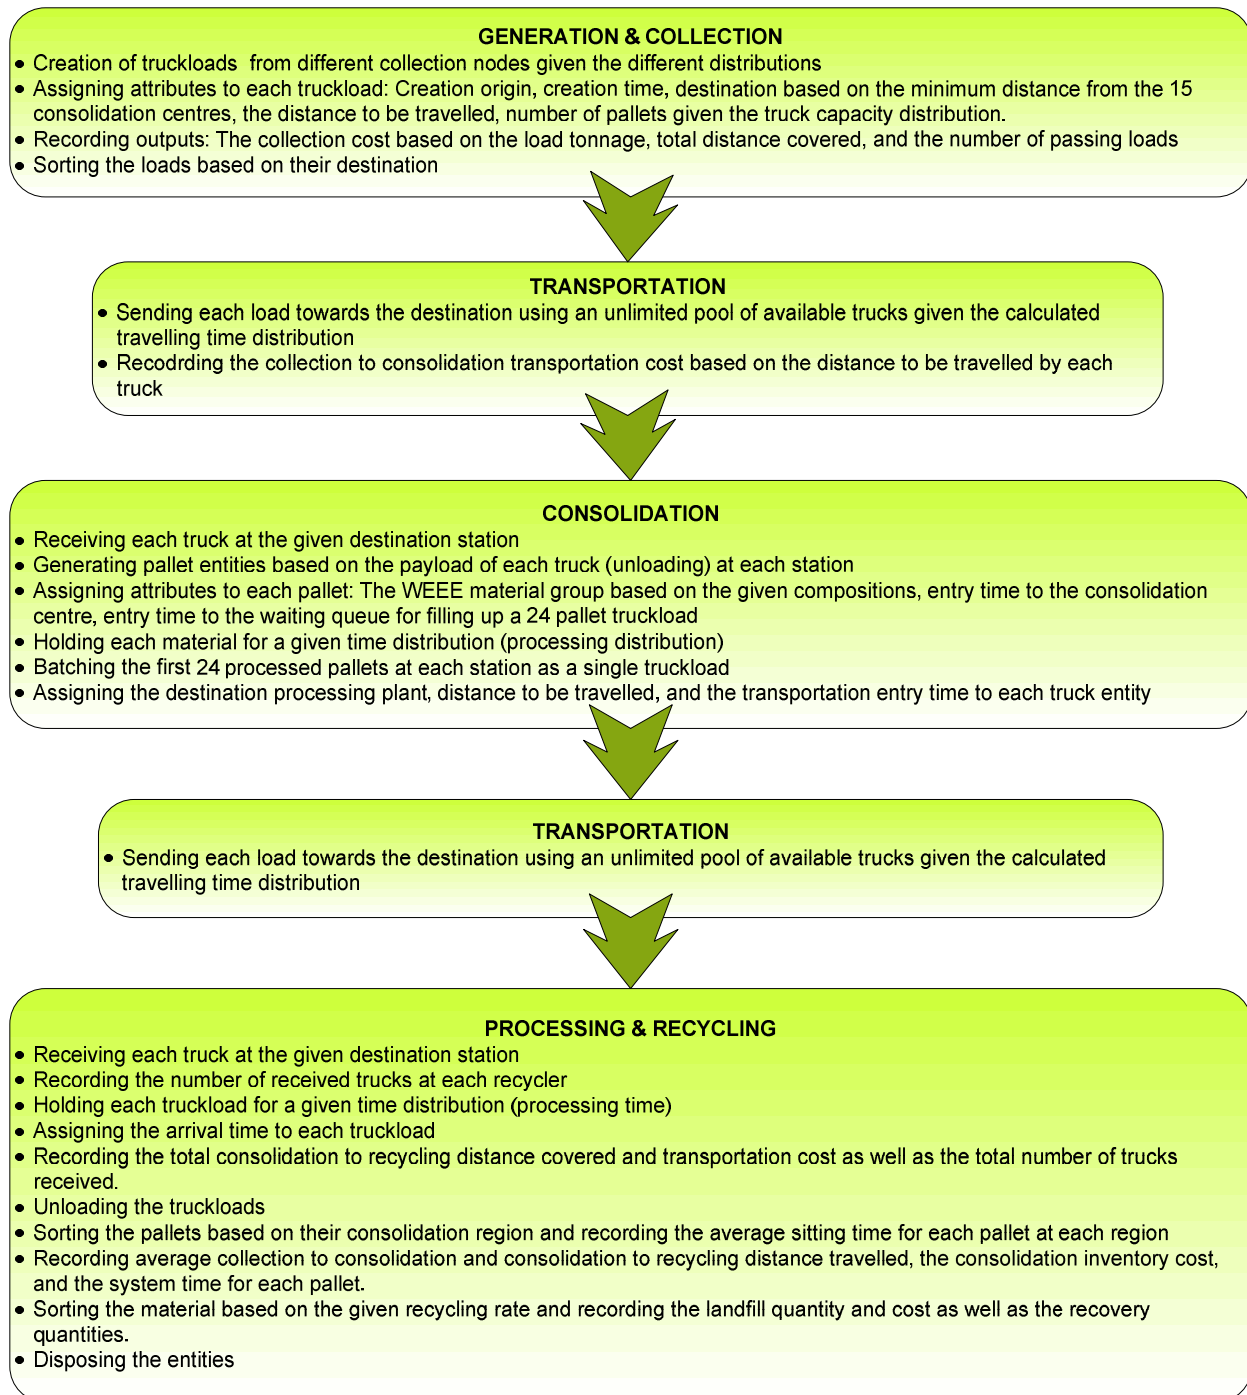 GENERATION & COLLECTION
• Creation of truckloads from different collection nodes given the different distributions
• Assigning attributes to each truckload: Creation origin, creation time, destination based on the minimum distance from the 15
consolidation centres, the distance to be travelled, number of pallets given the truck capacity distribution.
• Recording outputs: The collection cost based on the load tonnage, total distance covered, and the number of passing loads
• Sorting the loads based on their destination
TRANSPORTATION
• Sending each load towards the destination using an unlimited pool of available trucks given the calculated
travelling time distribution
• Recodrding the collection to consolidation transportation cost based on the distance to be travelled by each
truck
CONSOLIDATION
• Receiving each truck at the given destination station
• Generating pallet entities based on the payload of each truck (unloading) at each station
• Assigning attributes to each pallet: The WEEE material group based on the given compositions, entry time to the consolidation
centre, entry time to the waiting queue for filling up a 24 pallet truckload
• Holding each material for a given time distribution (processing distribution)
• Batching the first 24 processed pallets at each station as a single truckload
• Assigning the destination processing plant, distance to be travelled, and the transportation entry time to each truck entity
TRANSPORTATION
• Sending each load towards the destination using an unlimited pool of available trucks given the calculated
travelling time distribution
PROCESSING & RECYCLING
• Receiving each truck at the given destination station
• Recording the number of received trucks at each recycler
• Holding each truckload for a given time distribution (processing time)
• Assigning the arrival time to each truckload
• Recording the total consolidation to recycling distance covered and transportation cost as well as the total number of trucks
received.
• Unloading the truckloads
• Sorting the pallets based on their consolidation region and recording the average sitting time for each pallet at each region
• Recording average collection to consolidation and consolidation to recycling distance travelled, the consolidation inventory cost,
and the system time for each pallet.
• Sorting the material based on the given recycling rate and recording the landfill quantity and cost as well as the recovery
quantities.
• Disposing the entities